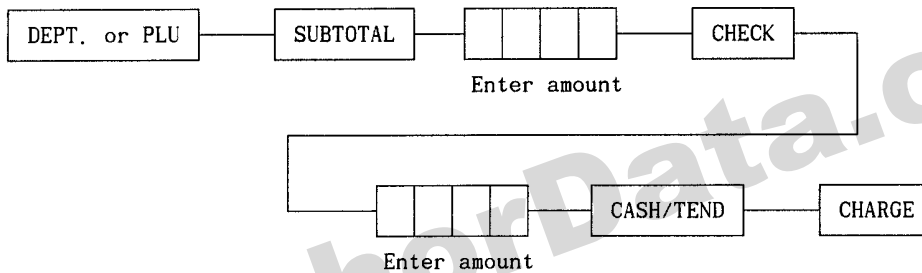 DEPT. or PLU SUBTOTAL CHECK
Enter amount
CASH/TEND CHARGE
Enter amount